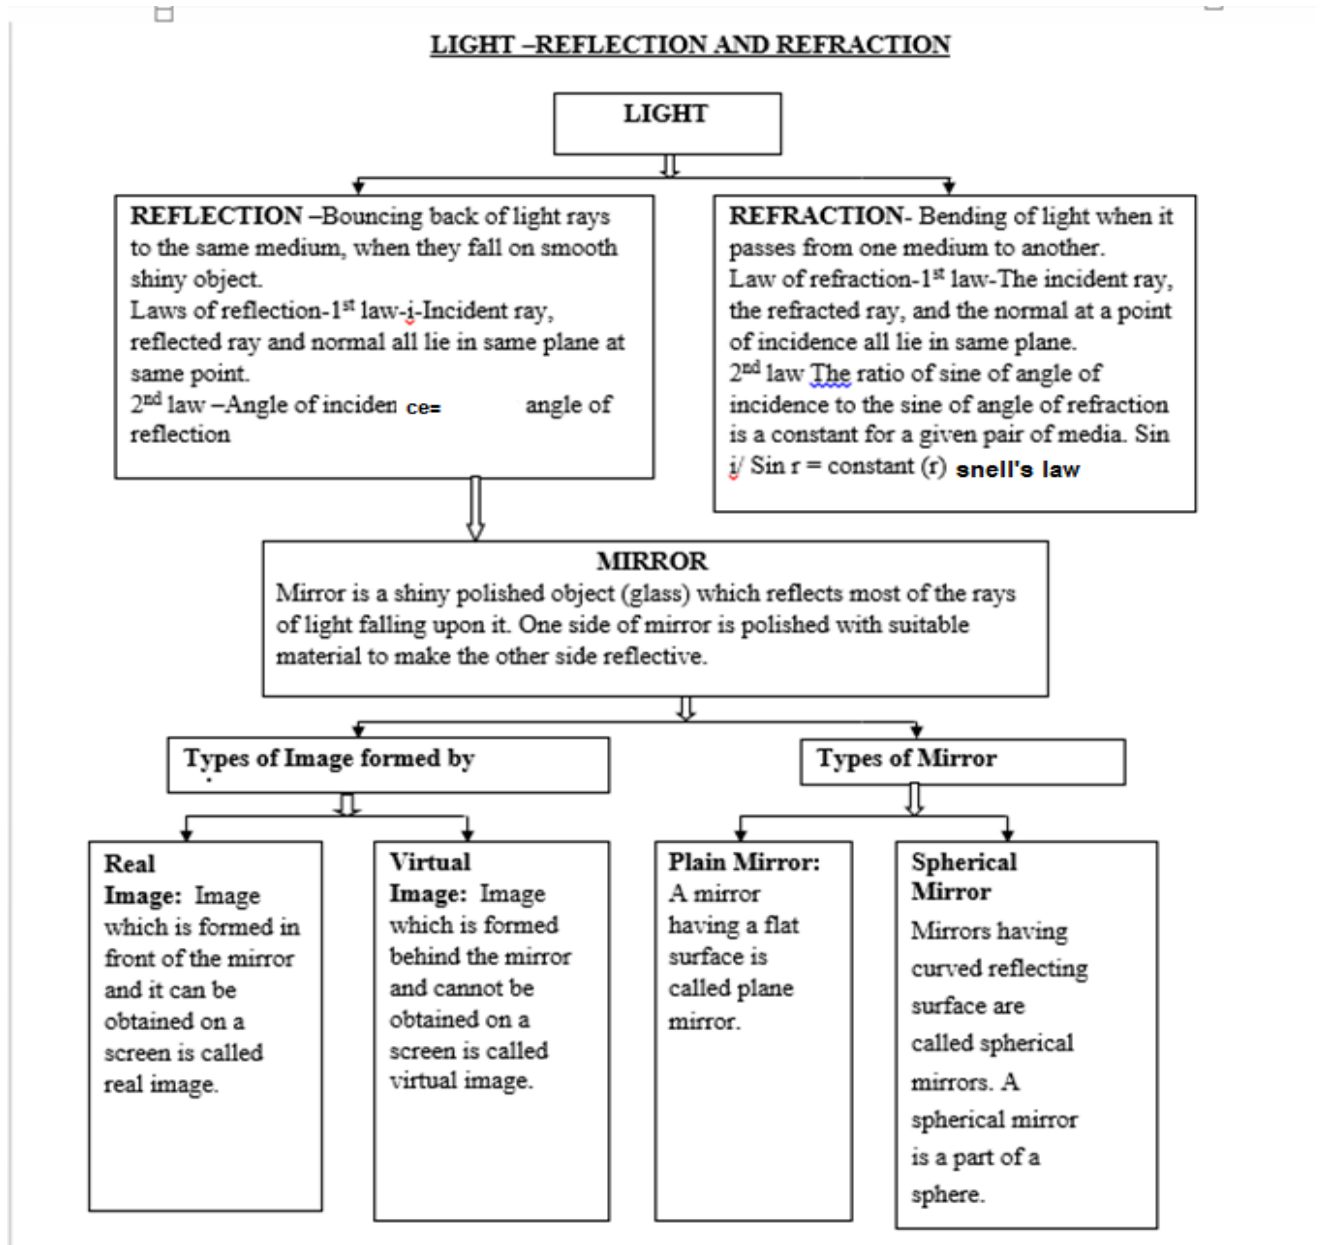 LIGHT –REFLECTION AND REFRACTION
LIGHT
REFLECTION –Bouncing back of light rays
to the same medium, when they fall on smooth
shiny object.
Laws of reflection-1st law-i-Incident ray,
reflected ray and normal all lie in same plane at
same point.
2nd law –Angle of inciden ce= angle of
reflection
REFRACTION- Bending of light when it
passes from one medium to another.
Law of refraction-1st law-The incident ray,
the refracted ray, and the normal at a point
of incidence all lie in same plane.
2nd law The ratio of sine of angle of
incidence to the sine of angle of refraction
is a constant for a given pair of media. Sin
i/ Sin r = constant (r) snell's law
MIRROR
Mirror is a shiny polished object (glass) which reflects most of the rays
of light falling upon it. One side of mirror is polished with suitable
material to make the other side reflective.
Types of Image formed by
Types of Mirror
Real
Image: Image
which is formed in
front of the mirror
and it can be
obtained on a
screen is called
real image.
Virtual
Image: Image
which is formed
behind the mirror
and cannot be
obtained on a
screen is called
virtual image.
Plain Mirror:
A mirror
having a flat
surface is
called plane
mirror.
Spherical
Mirror
Mirrors having
curved reflecting
surface are
called spherical
mirrors. A
spherical mirror
is a part of a
sphere.